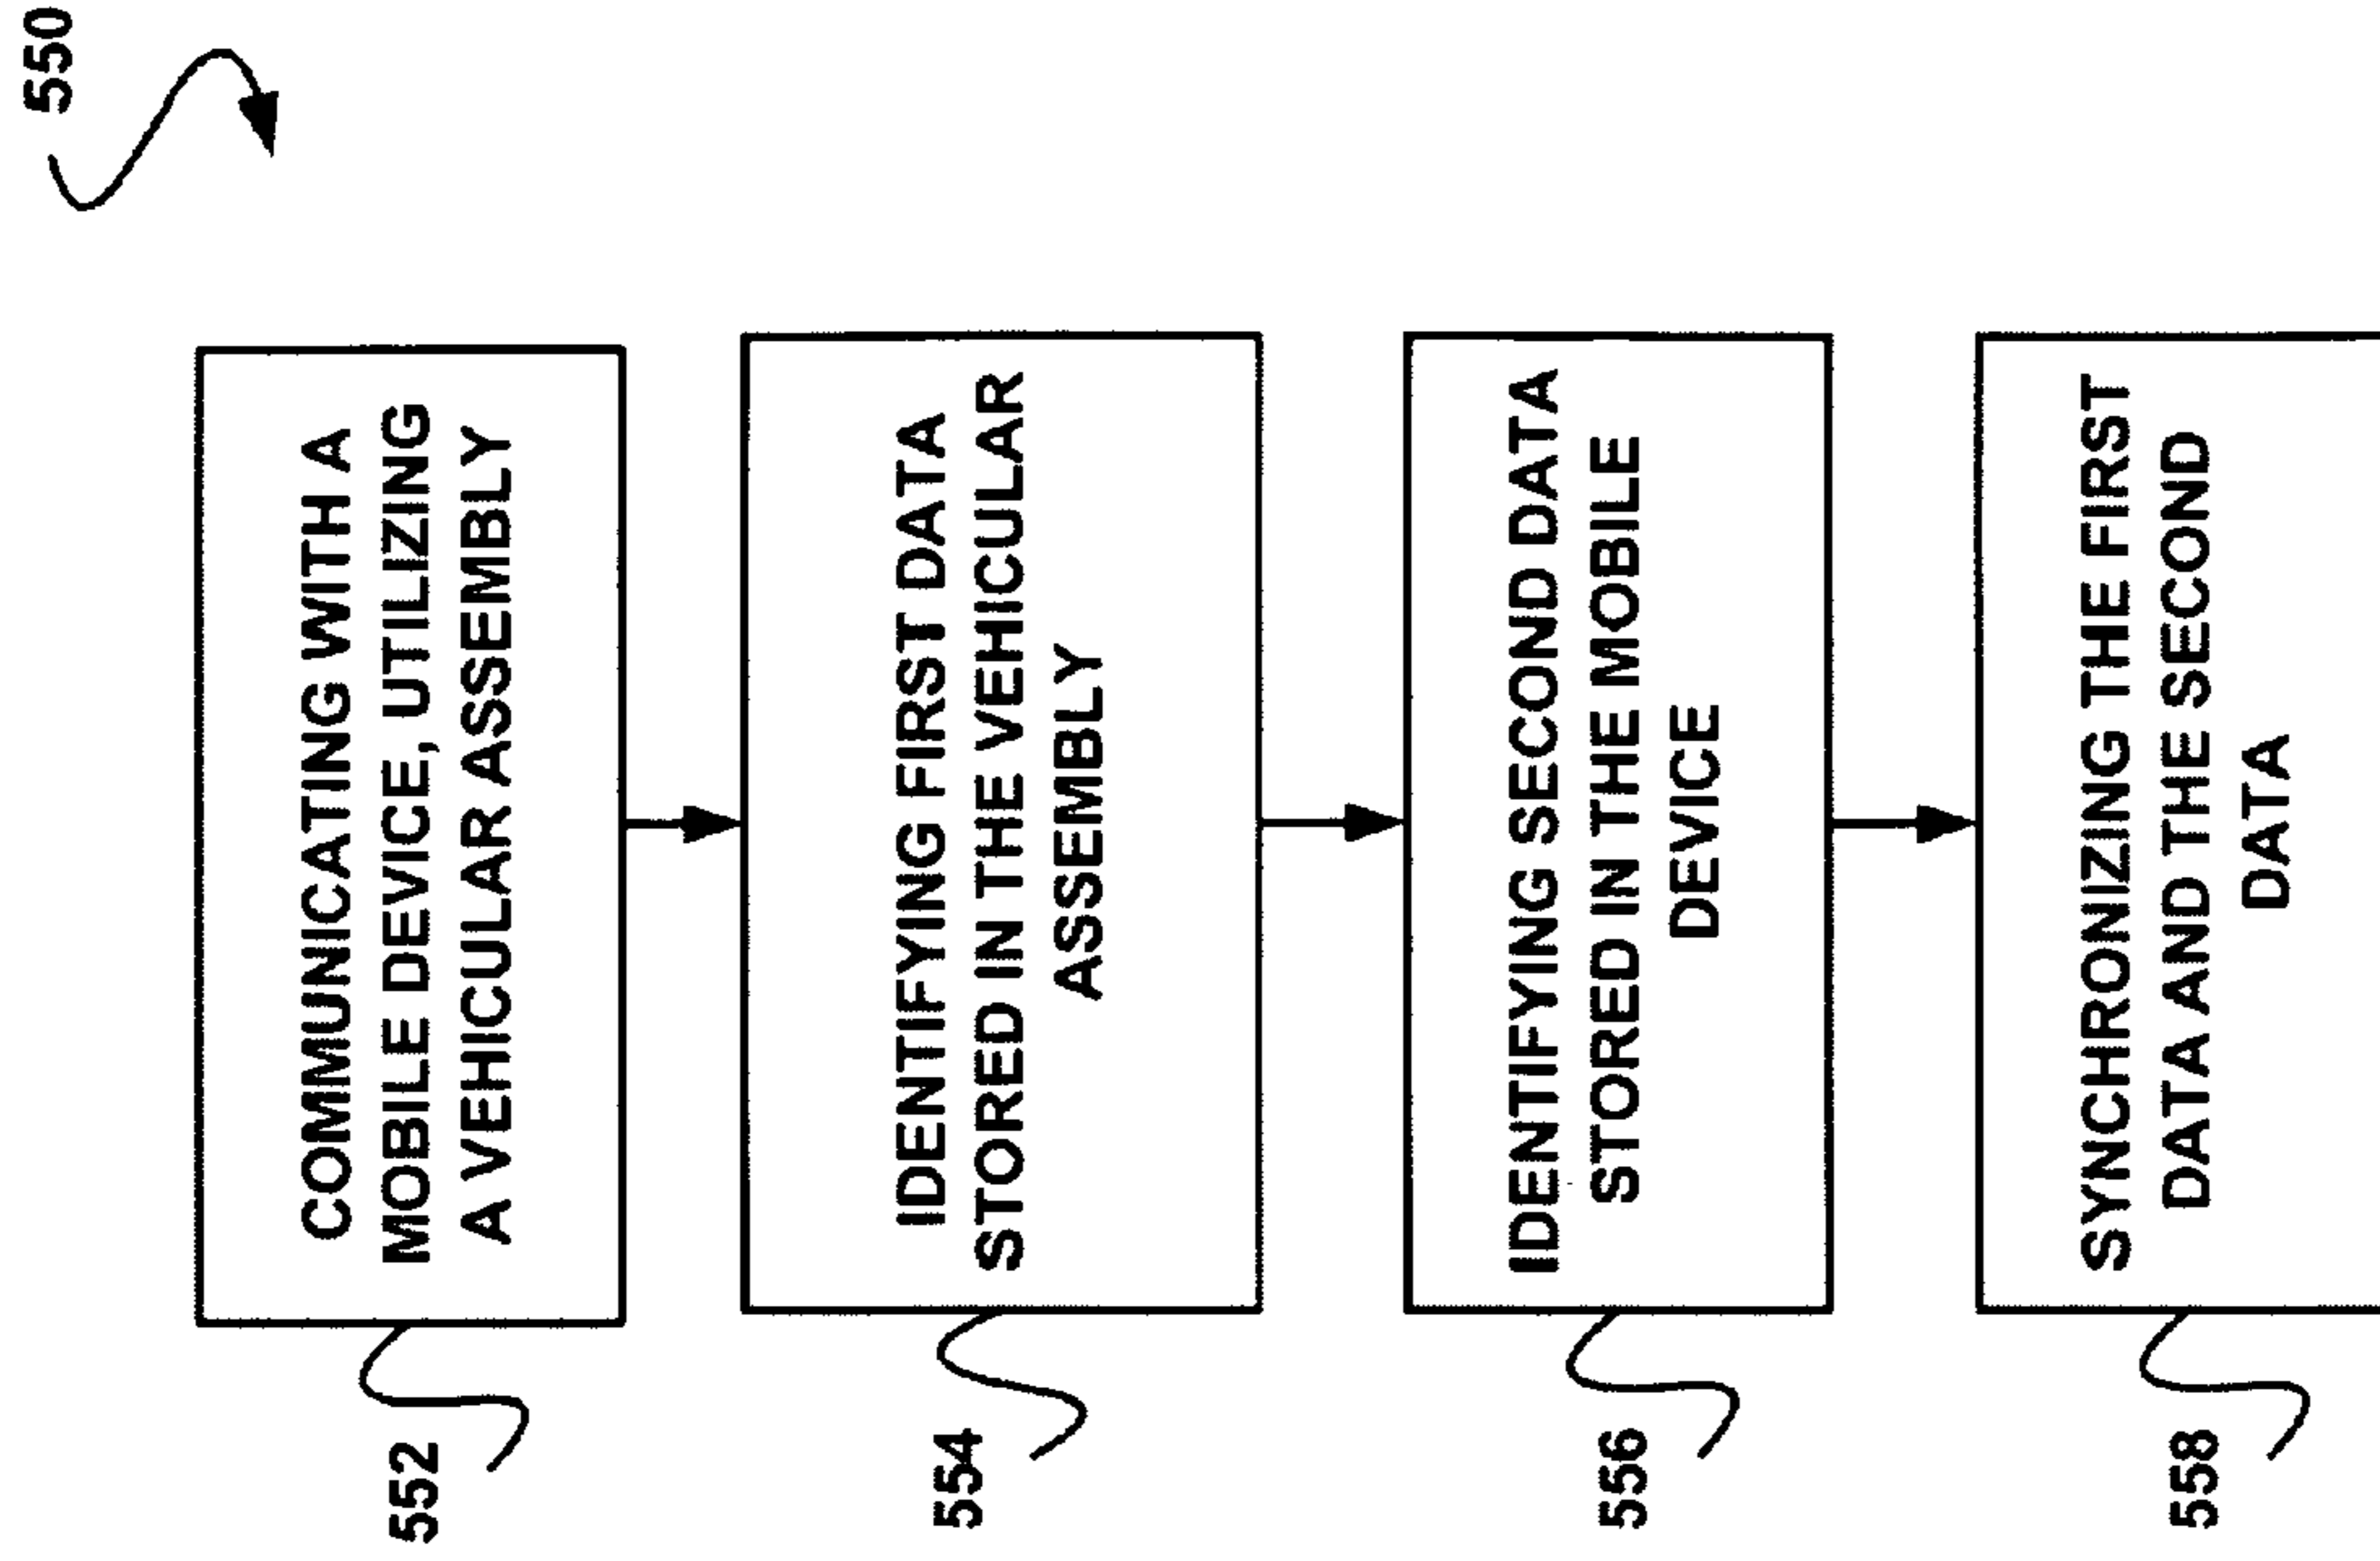 550
552
COMMUNICATING WITH A
MOBILE DEVICE, UTILIZING
A VEHICULAR ASSEMBLY
554
IDENTIFYING FIRST DATA
STORED IN THE VEHICULAR
ASSEMBLY
556
IDENTIFYING SECOND DATA
STORED IN THE MOBILE
DEVICE
558
SYNCHRONIZING THE FIRST
DATA AND THE SECOND
DATA